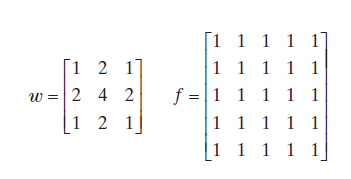 w = [1 2 1
2 4 2
1 2 1]
f = [1 1 1 1 1
1 1 1 1 1
1 1 1 1 1
1 1 1 1 1
1 1 1 1 1]